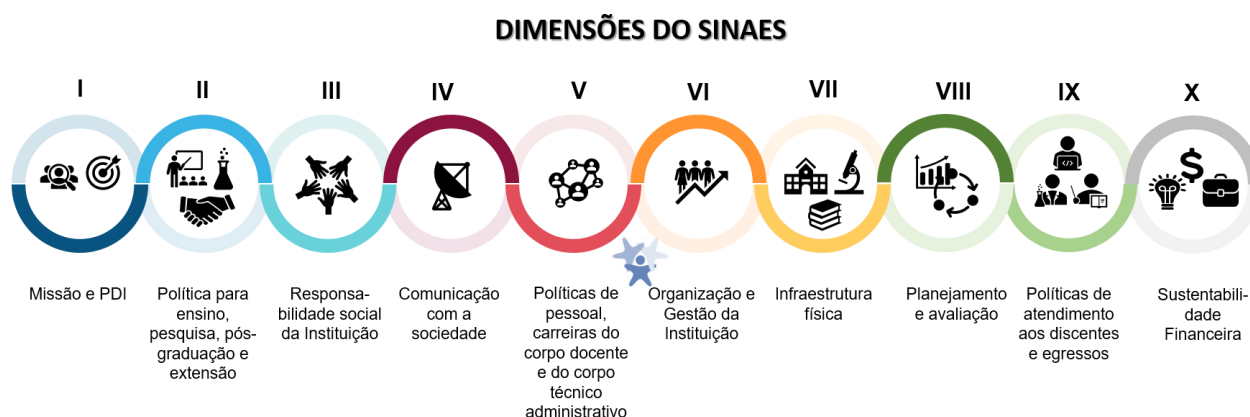 DIMENSÕES DO SINAES
I
II
III
IV
V
VI
VII
VIII
IX
X
Missão e PDI
Política para
ensino,
pesquisa, pós-
graduação e
extensão
Responsa-
bilidade social
da Instituição
Comunicação
com a
sociedade
Políticas de
pessoal,
carreiras do
corpo docente
e do corpo
técnico
administrativo
Organização e
Gestão da
Instituição
Infraestrutura
física
Planejamento
e avaliação
Políticas de
atendimento
aos discentes
e egressos
Sustentabili-
dade
Financeira